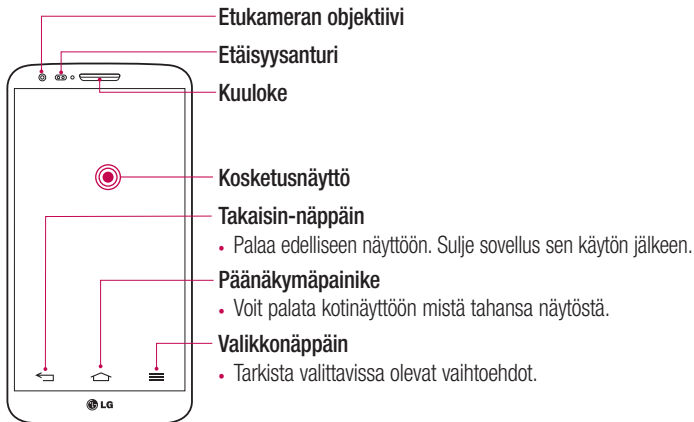 Etukameran objektiivi
Etäisyysanturi
Kuuloke
Kosketusnäyttö
Takaisin-näppäin
• Palaa edelliseen näyttöön. Sulje sovellus sen käytön jälkeen.
Päänäkymäpainike
• Voit palata kotinäyttöön mistä tahansa näytöstä.
Valikkonäppäin
• Tarkista valittavissa olevat vaihtoehdot.
LG